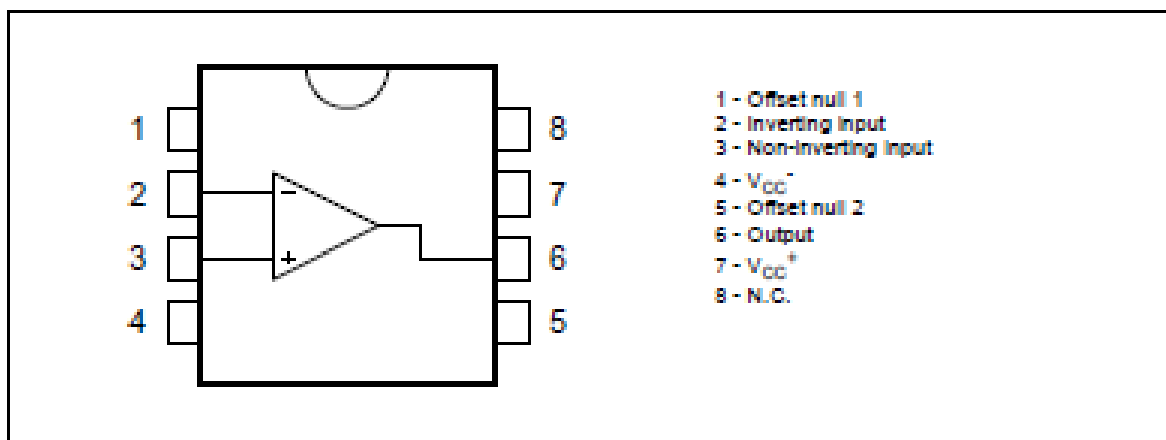 1
2
3
4
8
7
6
5
−
+
1 - Offset null 1
2 - Inverting input
3 - Non-inverting input
4 - VCC-
5 - Offset null 2
6 - Output
7 - VCC+
8 - N.C.